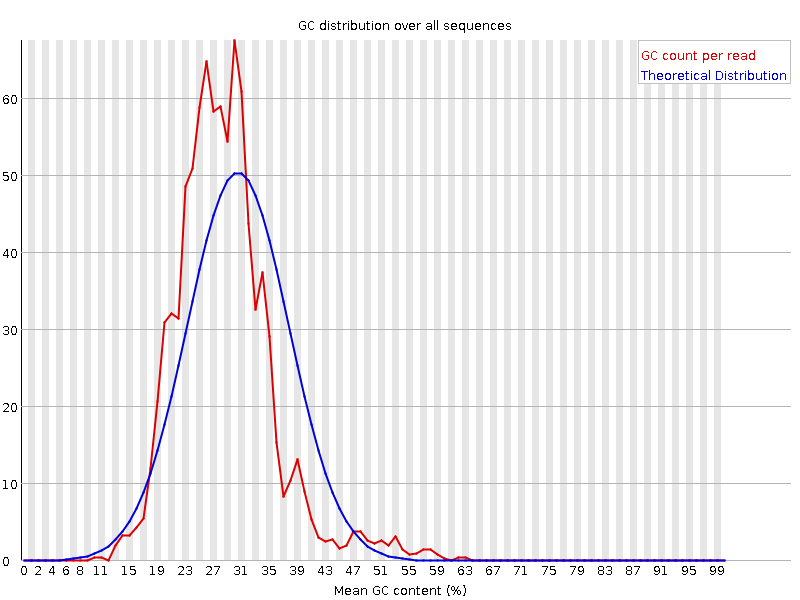 GC distribution over all sequences
GC count per read
Theoretical Distribution
60
50
40
30
20
10
0
0 2 4 6 8 11 15 19 23 27 31 35 39 43 47 51 55 59 63 67 71 75 79 83 87 91 95 99
Mean GC content (%)